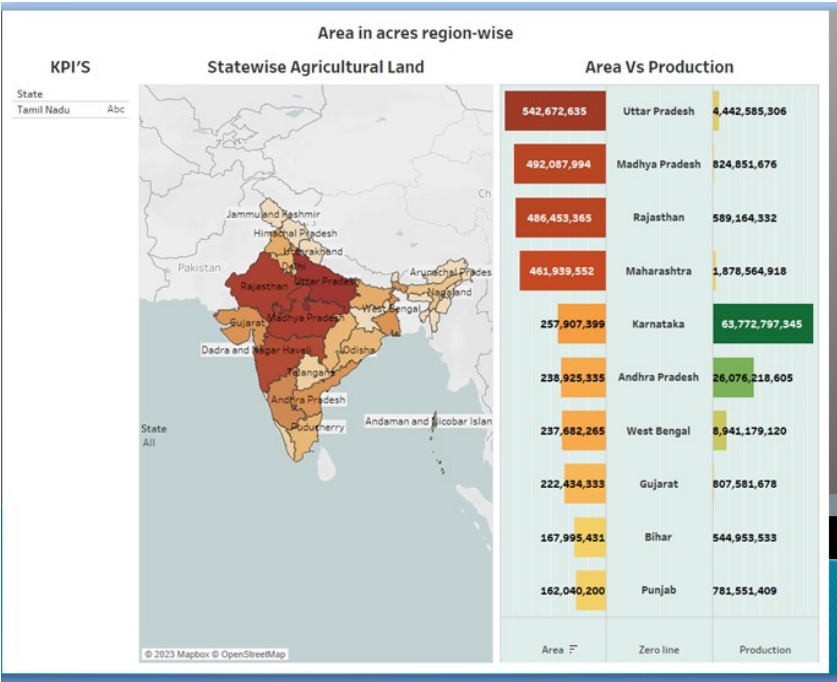 Area in acres region-wise
KPI'S
State
Tamil Nadu Abc
Statewise Agricultural Land
Jammu and Kashmir
Himachal Pradesh
Uttarakhand
Delhi
Pakistan
Rajasthan
Uttar Pradesh
Arunachal Prades
Nagaland
Ch
Gujarat
Madhya Pradesh
West Bengal
Dadra and Nagar Haveli
Odisha
Telangana
Andhra Pradesh
Puducherry
Andaman and Nicobar Islan
State
All
© 2023 Mapbox © OpenStreetMap
Area Vs Production
542,672,635 Uttar Pradesh 4,442,585,306
492,087,994 Madhya Pradesh 824,851,676
486,453,365 Rajasthan 589,164,332
461,939,552 Maharashtra 1,878,564,918
257,907,399 Karnataka 63,772,797,345
238,925,335 Andhra Pradesh 26,076,218,605
237,682,265 West Bengal 8,941,179,120
222,434,333 Gujarat 807,581,678
167,995,431 Bihar 544,953,533
162,040,200 Punjab 781,551,409
Area Zero line Production